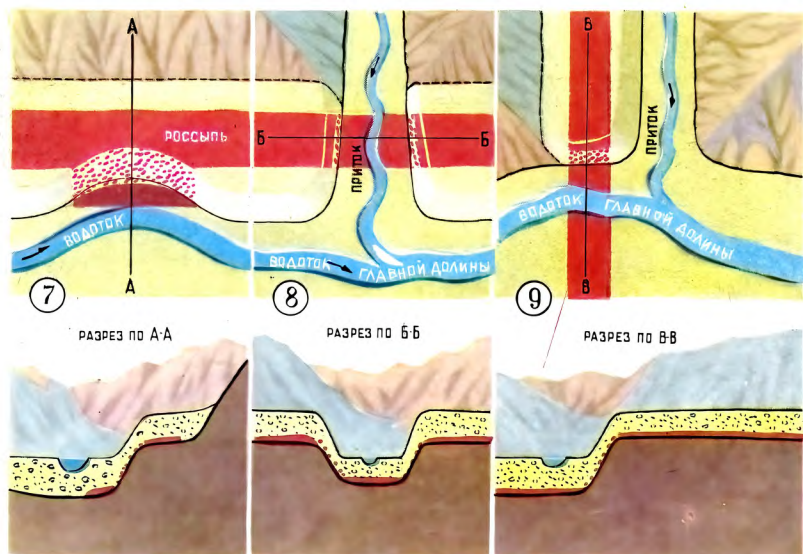 А
РОССЫПЬ
ВОДОТОК
А
7
Б
Б
ПРИТОК
ВОДОТОК
ГЛАВНОЙ ДОЛИНЫ
8
В
ПРИТОК
ВОДОТОК
ГЛАВНОЙ ДОЛИНЫ
В
9
РАЗРЕЗ ПО А-А
РАЗРЕЗ ПО Б-Б
РАЗРЕЗ ПО В-В